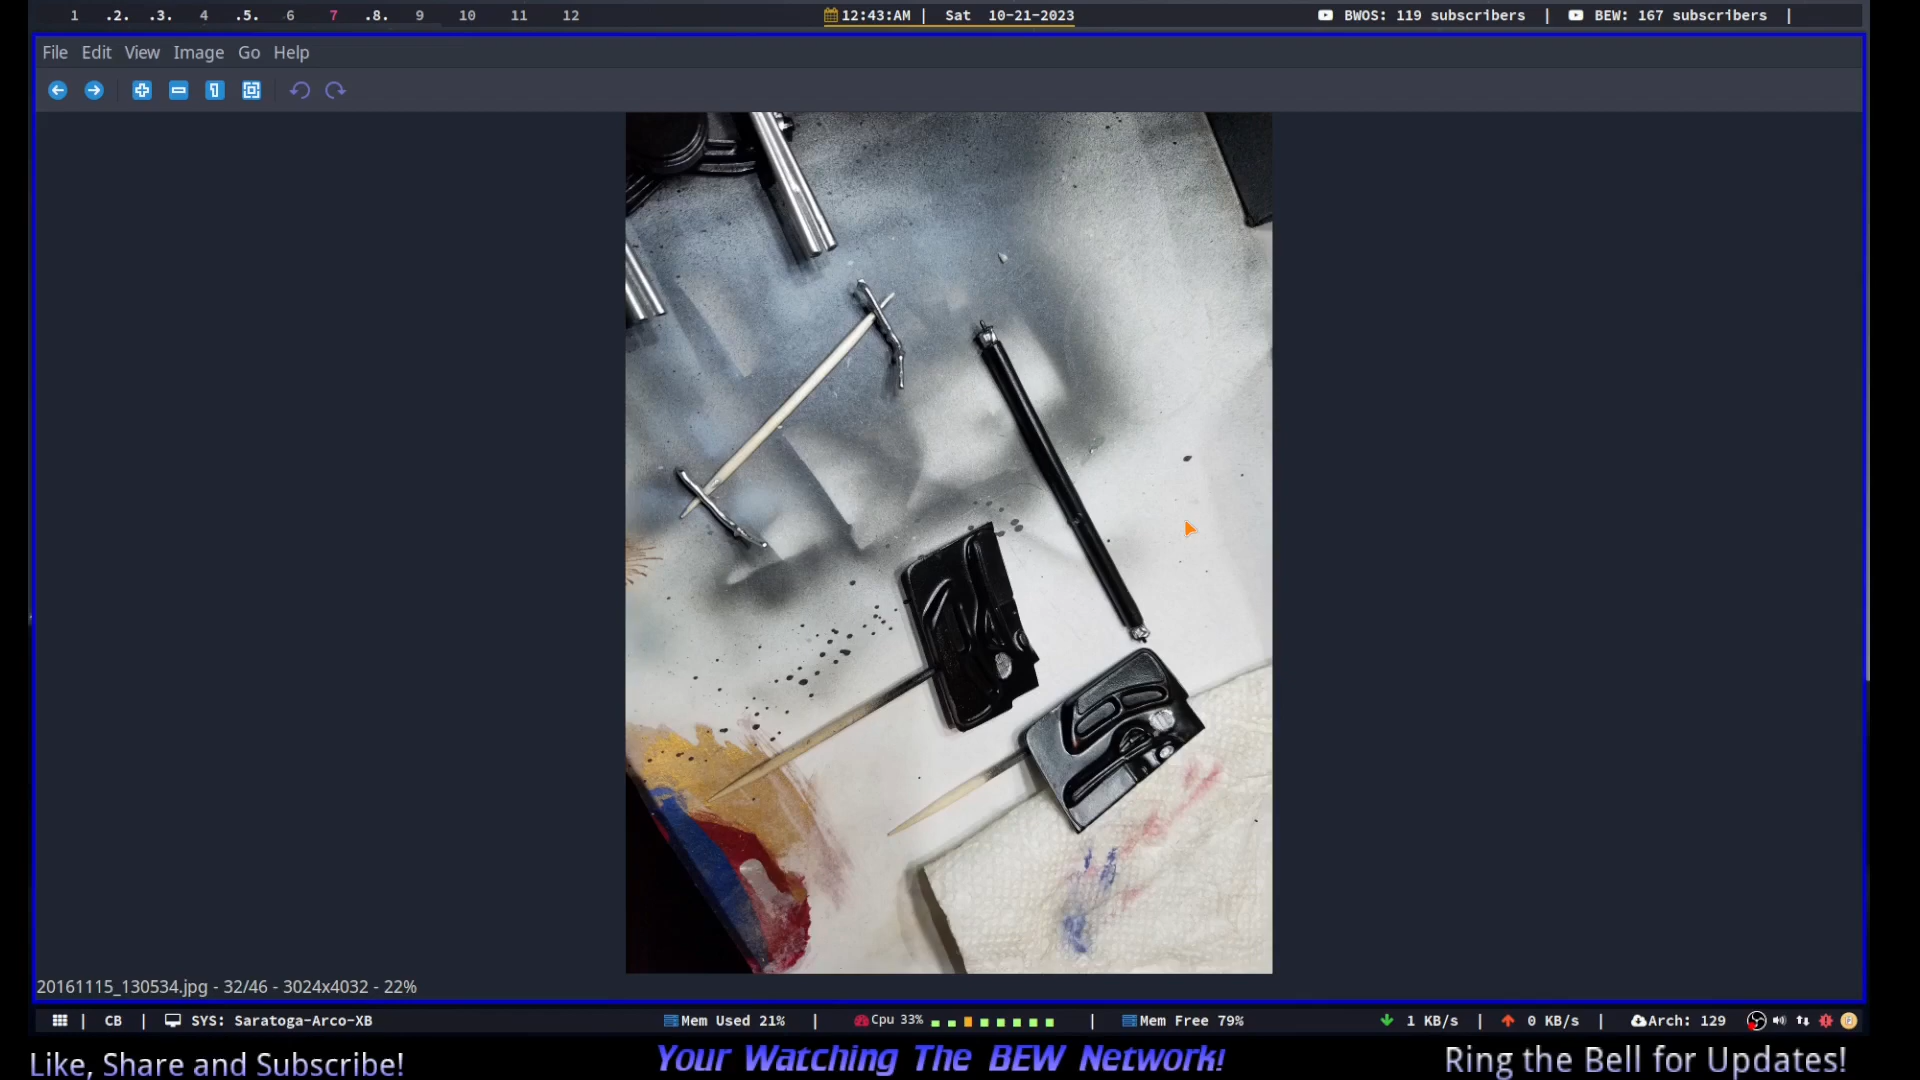 1 .2. .3. 4 .5. 6 7 .8. 9 10 11 12 12:43:AM | Sat 10-21-2023 BWOS: 119 subscribers | BEW: 167 subscribers |
File Edit View Image Go Help
20161115_130534.jpg - 32/46 - 3024x4032 - 22%
| CB | SYS: Saratoga-Arco-XB Mem Used 21% | Cpu 33% | Mem Free 79% 1 KB/s | 0 KB/s | Arch: 129
Like, Share and Subscribe! Your Watching The BEW Network! Ring the Bell for Updates!